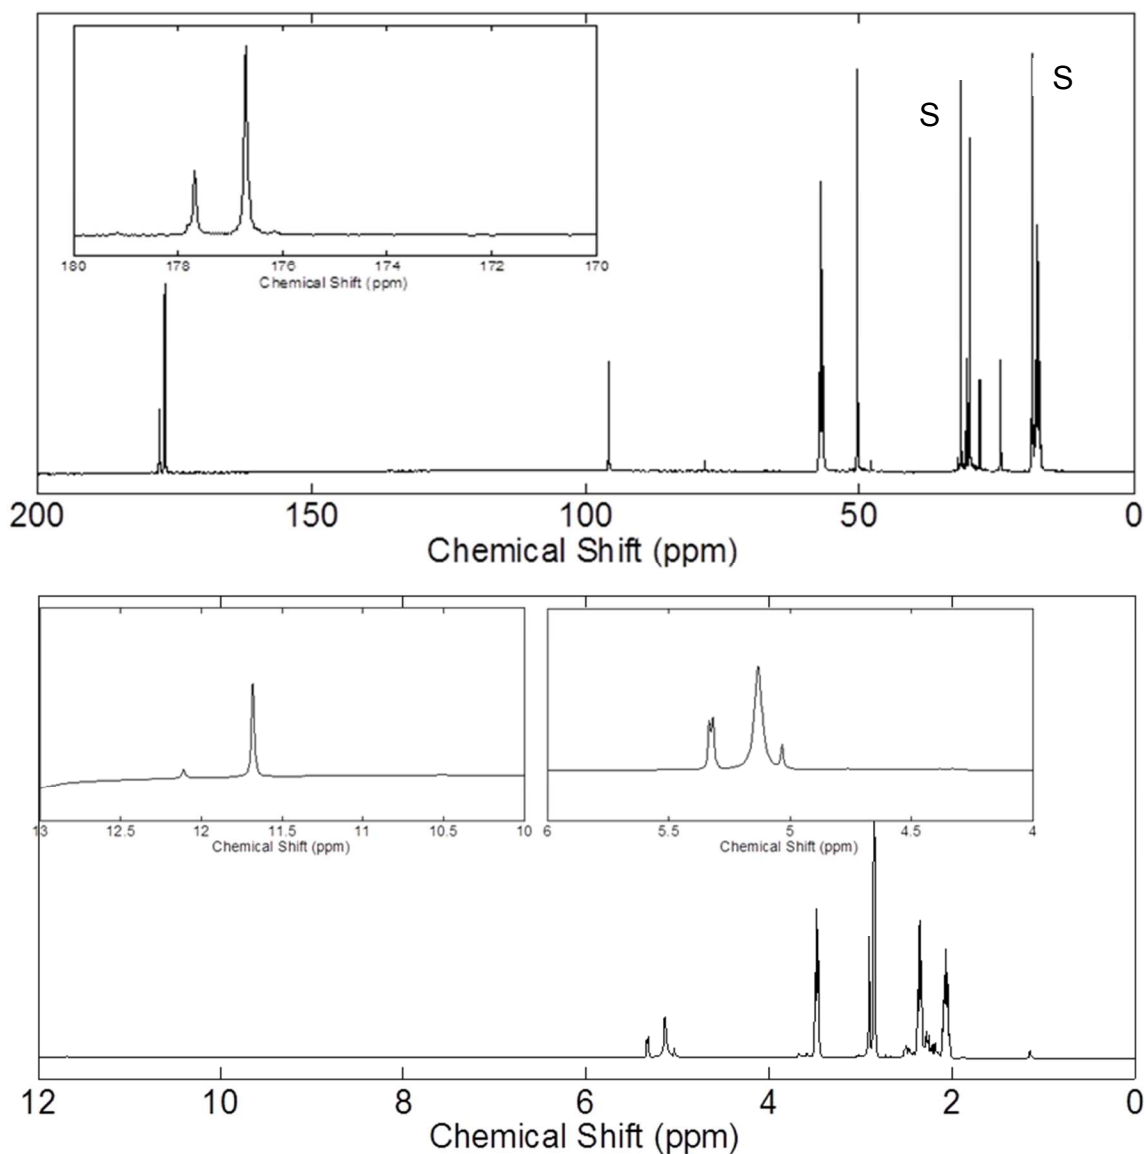 S
S
180 178 176 174 172 170
Chemical Shift (ppm)
200 150 100 50 0
Chemical Shift (ppm)
13 12.5 12 11.5 11 10.5 10
Chemical Shift (ppm)
6 5.5 5 4.5 4
Chemical Shift (ppm)
12 10 8 6 4 2 0
Chemical Shift (ppm)